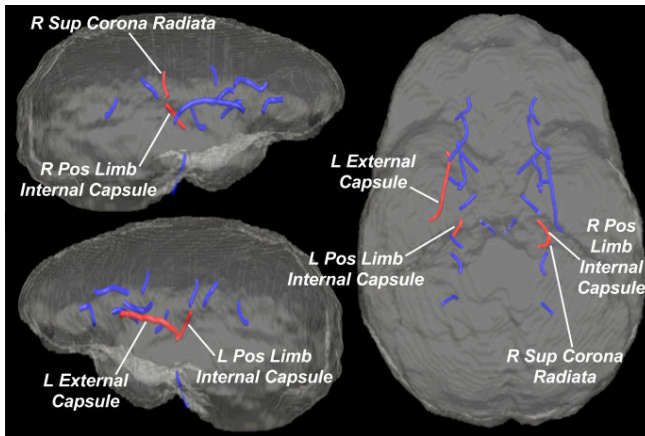 R Sup Corona Radiata
R Pos Limb
Internal Capsule
L External
Capsule
L Pos Limb
Internal Capsule
L External
Capsule
L Pos Limb
Internal Capsule
R Pos
Limb
Internal
Capsule
R Sup Corona
Radiata